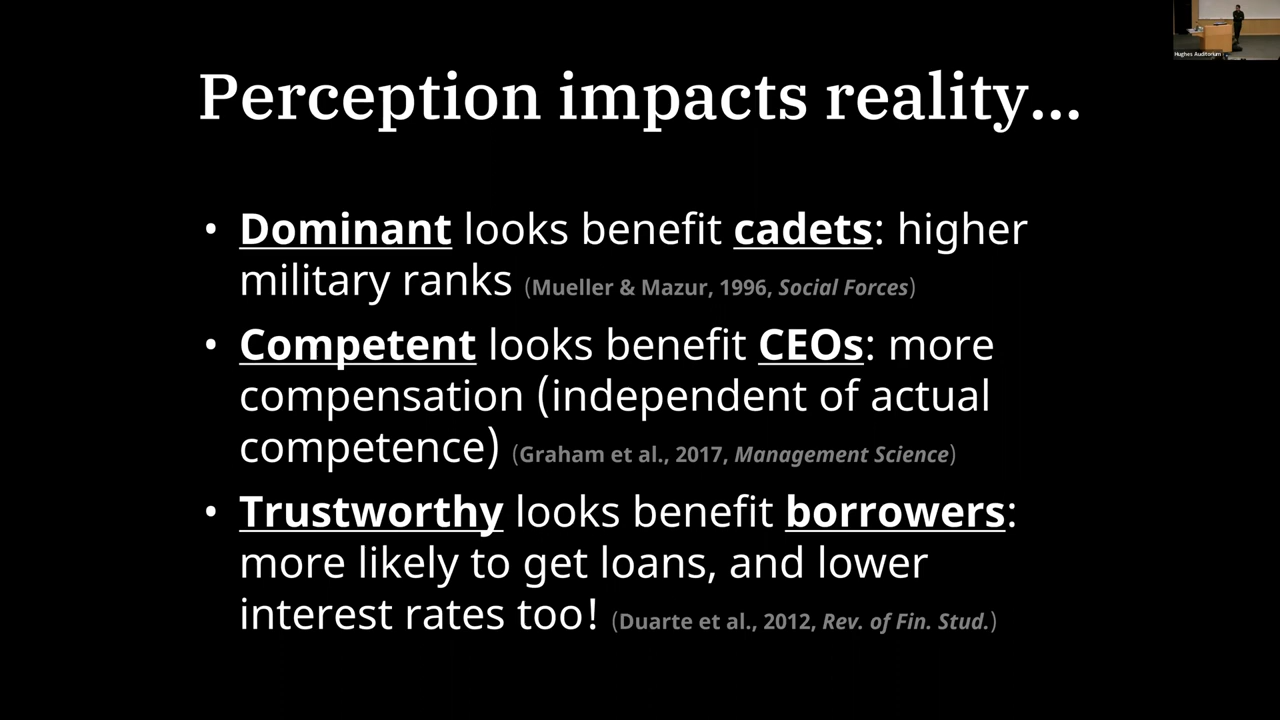 Hughes Auditorium
Perception impacts reality...
• Dominant looks benefit cadets: higher
military ranks (Mueller & Mazur, 1996, Social Forces)
• Competent looks benefit CEOs: more
compensation (independent of actual
competence) (Graham et al., 2017, Management Science)
• Trustworthy looks benefit borrowers:
more likely to get loans, and lower
interest rates too! (Duarte et al., 2012, Rev. of Fin. Stud.)